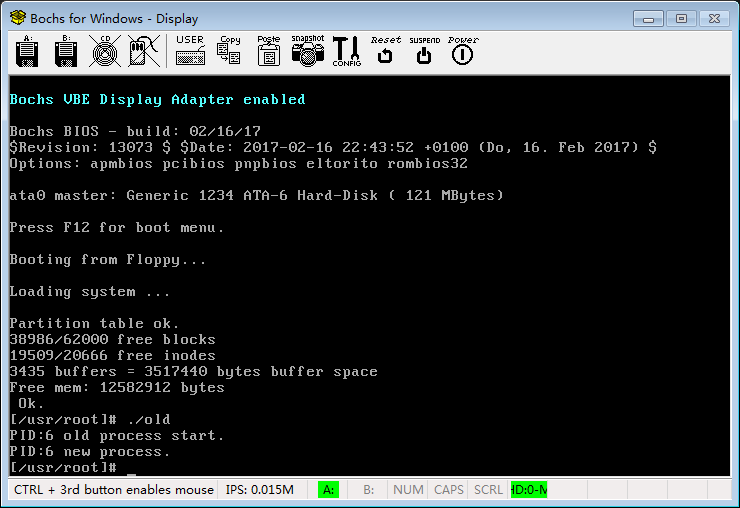 Bochs for Windows - Display
A:
B:
CD
USER
Copy
Paste
snapshot
CONFIG
Reset
SUSPEND
Power
Bochs VBE Display Adapter enabled
Bochs BIOS - build: 02/16/17
$Revision: 13073 $ $Date: 2017-02-16 22:43:52 +0100 (Do, 16. Feb 2017) $
Options: apmbios pcibios pnpbios eltorito rombios32
ata0 master: Generic 1234 ATA-6 Hard-Disk ( 121 MBytes)
Press F12 for boot menu.
Booting from Floppy...
Loading system ...
Partition table ok.
38986/62000 free blocks
19509/20666 free inodes
3435 buffers = 3517440 bytes buffer space
Free mem: 12582912 bytes
Ok.
[/usr/root]# ./old
PID:6 old process start.
PID:6 new process.
[/usr/root]# _
CTRL + 3rd button enables mouse
IPS: 0.015M
A:
B:
NUM
CAPS
SCRL
HD:0-M